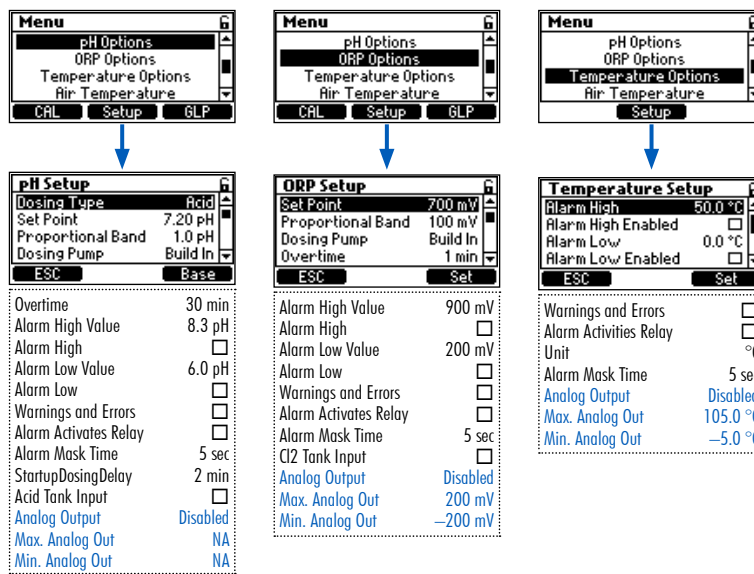 Menu
pH Options
ORP Options
Temperature Options
Air Temperature
CAL Setup GLP
pH Setup
Dosing Type Acid
Set Point 7.20 pH
Proportional Band 1.0 pH
Dosing Pump Build In
ESC Base
Overtime 30 min
Alarm High Value 8.3 pH
Alarm High
Alarm Low Value 6.0 pH
Alarm Low
Warnings and Errors
Alarm Activates Relay
Alarm Mask Time 5 sec
StartupDosingDelay 2 min
Acid Tank Input
Analog Output Disabled
Max. Analog Out NA
Min. Analog Out NA
Menu
pH Options
ORP Options
Temperature Options
Air Temperature
CAL Setup GLP
ORP Setup
Set Point 700 mV
Proportional Band 100 mV
Dosing Pump Build In
Overtime 1 min
ESC Set
Alarm High Value 900 mV
Alarm High
Alarm Low Value 200 mV
Alarm Low
Warnings and Errors
Alarm Activates Relay
Alarm Mask Time 5 sec
Cl2 Tank Input
Analog Output Disabled
Max. Analog Out 200 mV
Min. Analog Out –200 mV
Menu
pH Options
ORP Options
Temperature Options
Air Temperature
Setup
Temperature Setup
Alarm High 50.0 °C
Alarm High Enabled
Alarm Low 0.0 °C
Alarm Low Enabled
ESC Set
Warnings and Errors
Alarm Activities Relay
Unit °C
Alarm Mask Time 5 se
Analog Output Disabled
Max. Analog Out 105.0 °C
Min. Analog Out –5.0 °C